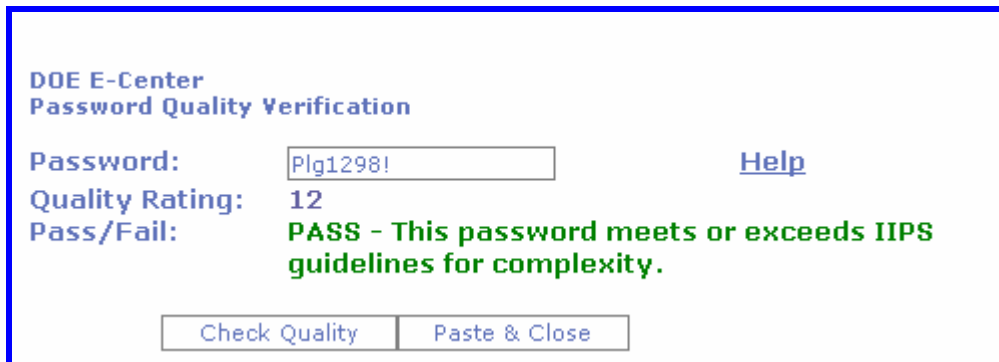 DOE E-Center
Password Quality Verification
Password: Plg1298! Help
Quality Rating: 12
Pass/Fail: PASS - This password meets or exceeds IIPS
guidelines for complexity.
Check Quality Paste & Close